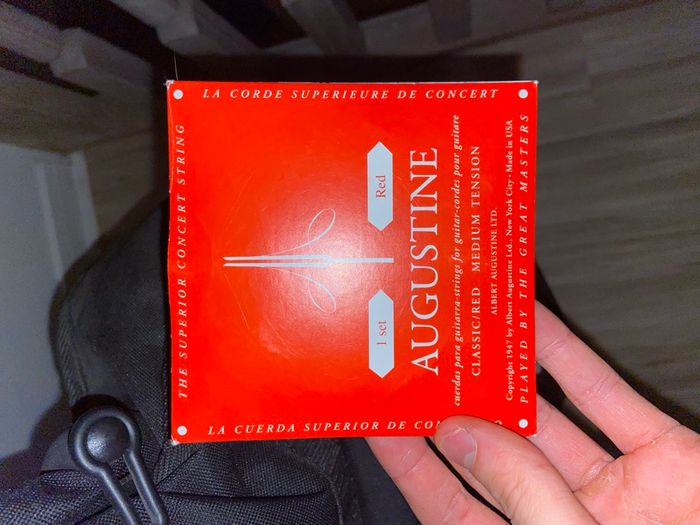 THE SUPERIOR CONCERT STRING
LA CORDE SUPERIEURE DE CONCERT
LA CUERDA SUPERIOR DE CON
1 set
Red
AUGUSTINE
cuerdas para guitarra-strings for guitar-cordes pour guitare
CLASSIC/RED MEDIUM TENSION
ALBERT AUGUSTINE LTD.
Copyright 1947 by Albert Augustine Ltd., New York City - Made in USA
PLAYED BY THE GREAT MASTERS